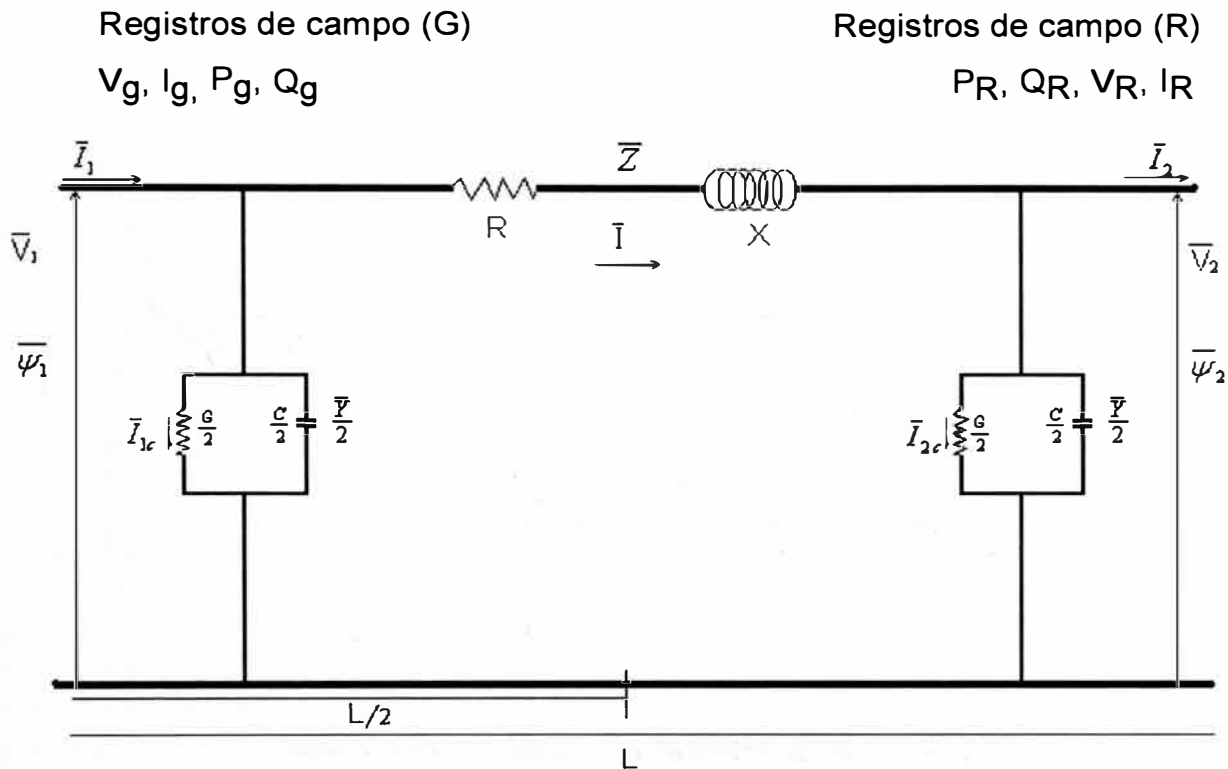 Registros de campo (G)
Registros de campo (R)
Vg, Ig, Pg, Qg
PR, QR, VR, IR
Ī₁
Z̄
Ī₂
R
X
Ī
V̄₁
V̄₂
ψ̄₁
ψ̄₂
Ī₁c
G/2
C/2
Ȳ/2
Ī₂c
G/2
C/2
Ȳ/2
L/2
L